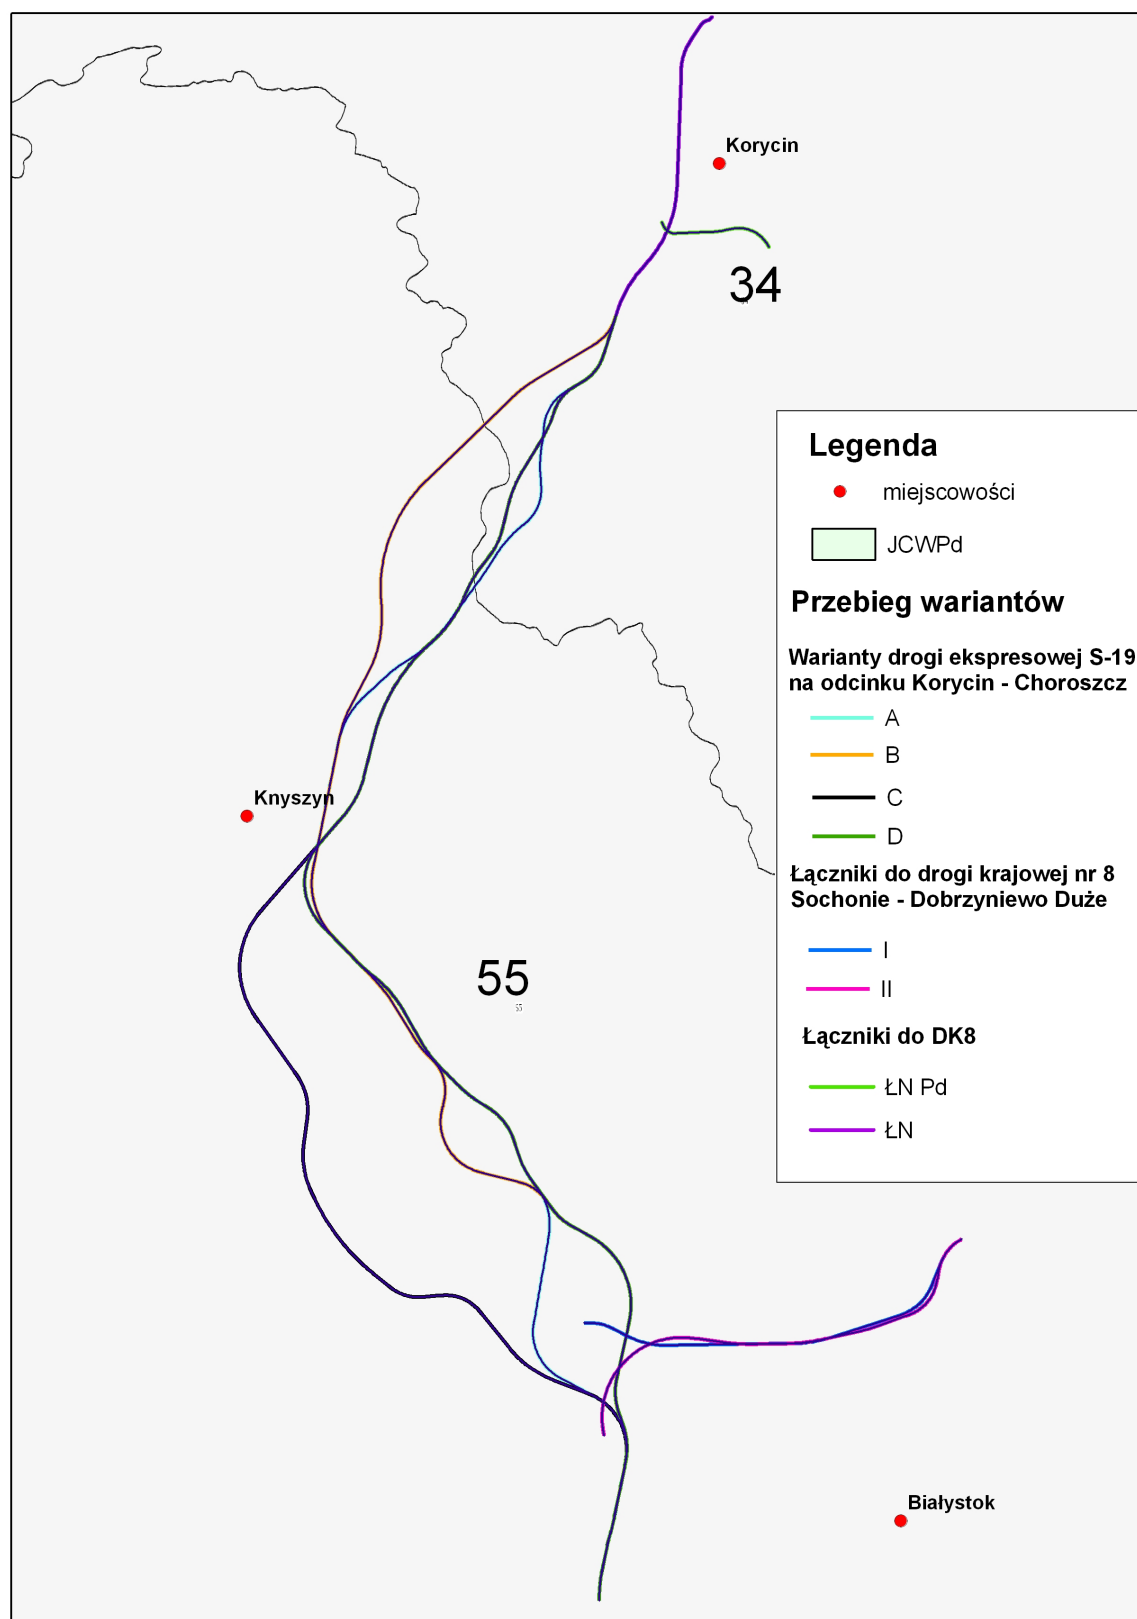 Korycin
34
Legenda
miejscowości
JCWPd
Przebieg wariantów
Warianty drogi ekspresowej S-19
na odcinku Korycin - Choroszcz
A
B
Knyszyn
C
D
Łączniki do drogi krajowej nr 8
Sochonie - Dobrzyniewo Duże
I
55
55
II
Łączniki do DK8
ŁN Pd
ŁN
Białystok